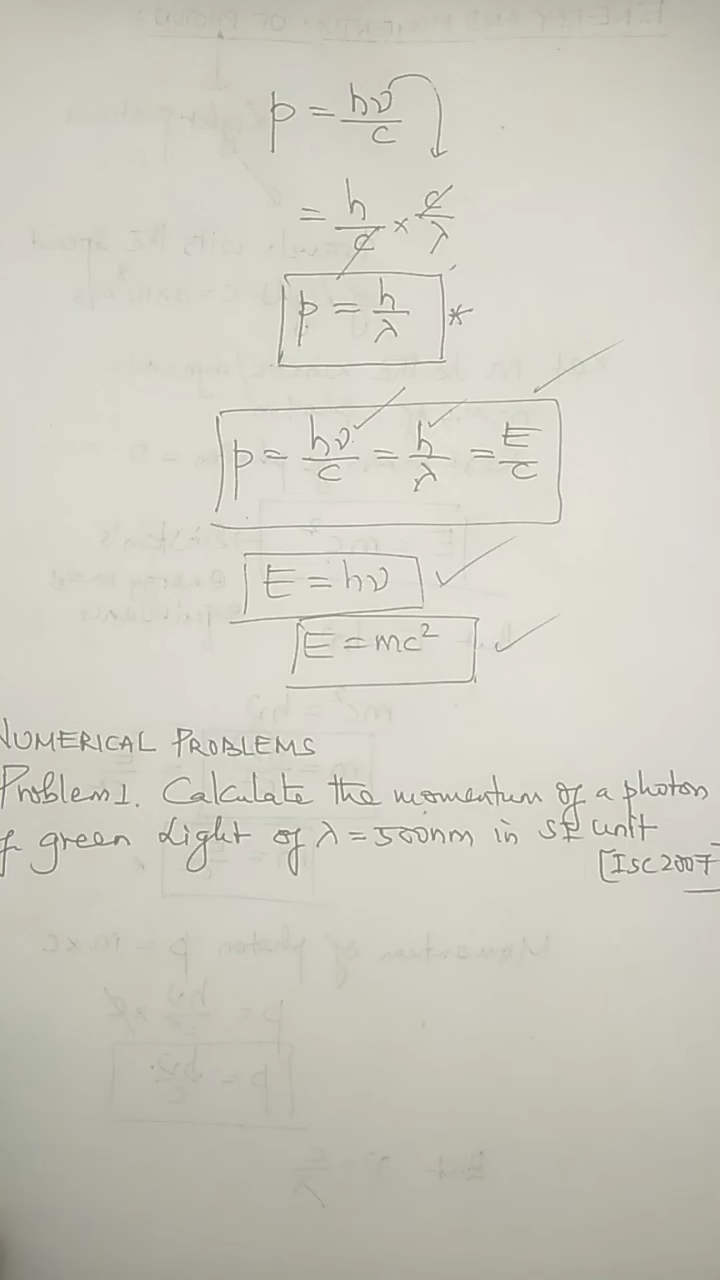 p = hν/c
= h/c × c/λ
p = h/λ *
p = hν/c = h/λ = E/c
E = hν
E = mc²
NUMERICAL PROBLEMS
Problem 1. Calculate the momentum of a photon
of green light of λ = 500nm in SI unit
[ISC 2007